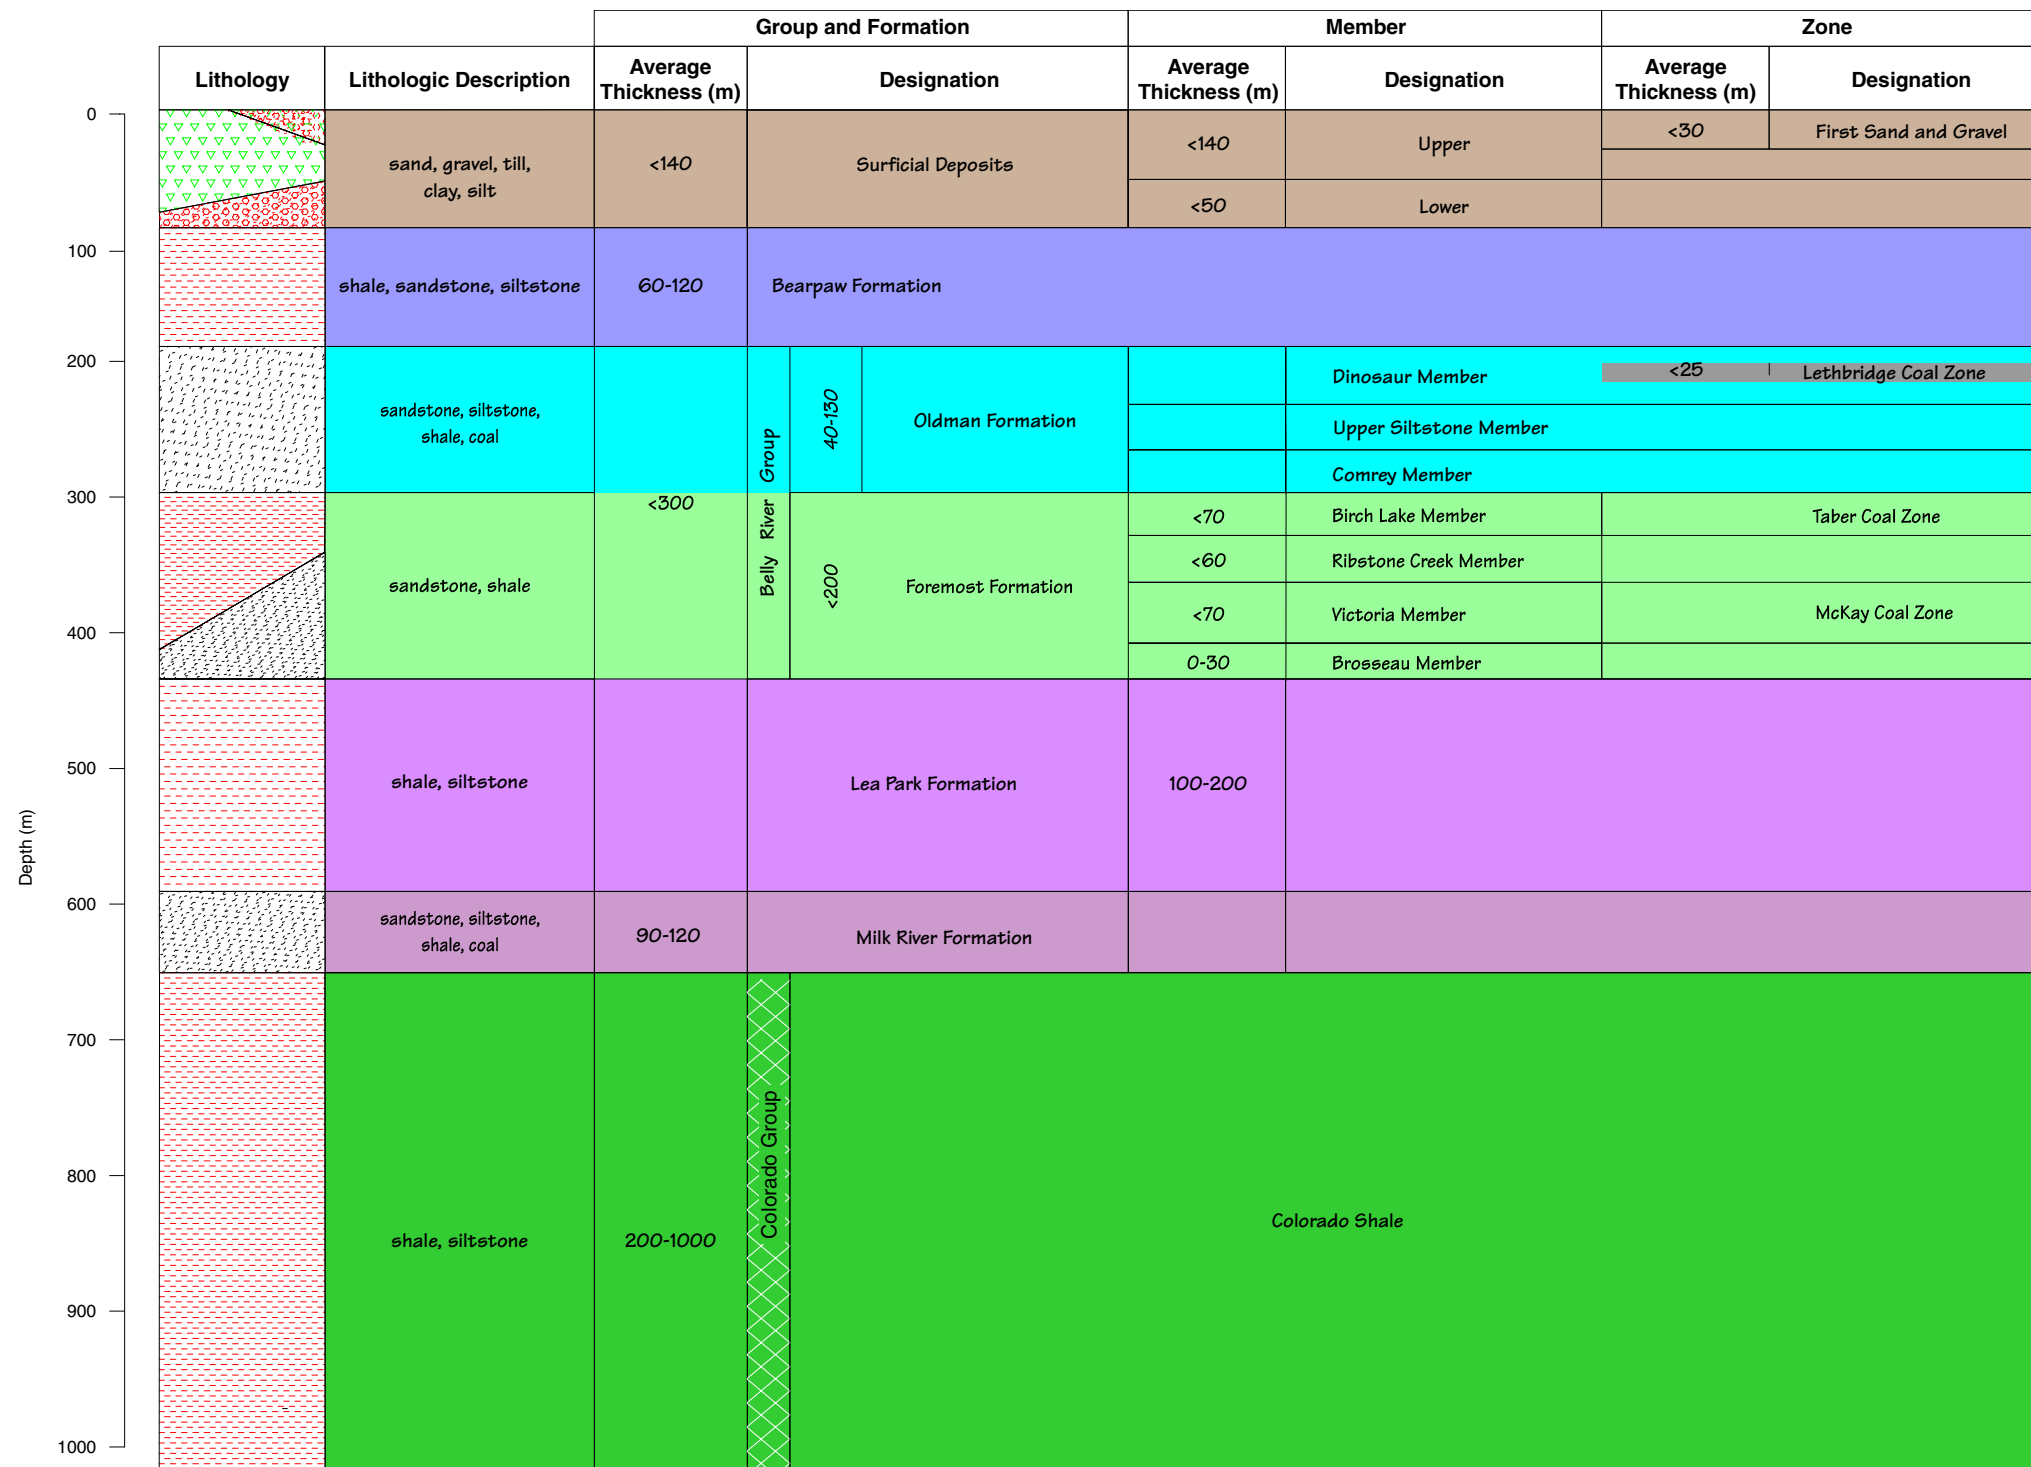 Group and Formation
Member
Zone
Lithology
Lithologic Description
Average
Thickness (m)
Designation
Average
Thickness (m)
Designation
Average
Thickness (m)
Designation
Depth (m)
0
100
200
300
400
500
600
700
800
900
1000
sand, gravel, till,
clay, silt
<140
Surficial Deposits
<140
Upper
<30
First Sand and Gravel
<50
Lower
shale, sandstone, siltstone
60-120
Bearpaw Formation
sandstone, siltstone,
shale, coal
<300
Belly River Group
40-130
Oldman Formation
Dinosaur Member
<25
Lethbridge Coal Zone
Upper Siltstone Member
Comrey Member
sandstone, shale
<200
Foremost Formation
<70
Birch Lake Member
Taber Coal Zone
<60
Ribstone Creek Member
<70
Victoria Member
McKay Coal Zone
0-30
Brosseau Member
shale, siltstone
Lea Park Formation
100-200
sandstone, siltstone,
shale, coal
90-120
Milk River Formation
shale, siltstone
200-1000
Colorado Group
Colorado Shale